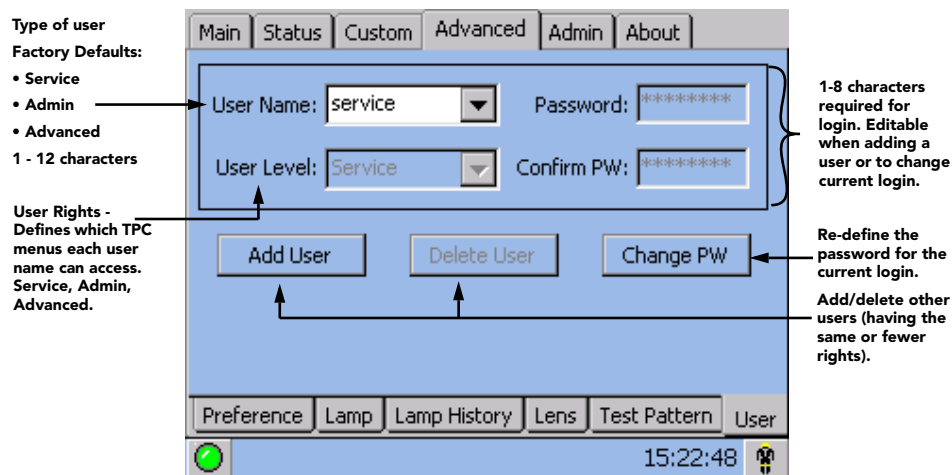 Type of user
Factory Defaults:
• Service
• Admin
• Advanced
1 - 12 characters
User Rights -
Defines which TPC
menus each user
name can access.
Service, Admin,
Advanced.
Main Status Custom Advanced Admin About
User Name: service Password: ********
User Level: Service Confirm PW: ********
Add User Delete User Change PW
Preference Lamp Lamp History Lens Test Pattern User
15:22:48
1-8 characters
required for
login. Editable
when adding a
user or to change
current login.
Re-define the
password for the
current login.
Add/delete other
users (having the
same or fewer
rights).